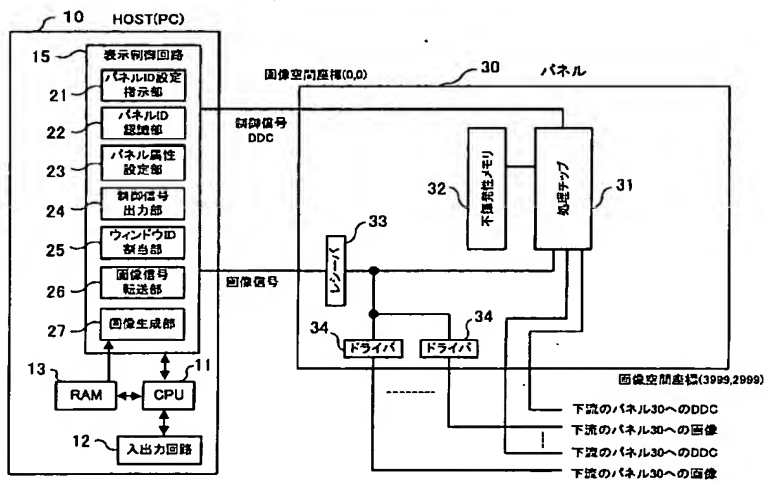 10
HOST(PC)
15
表示制御回路
21
パネルID設定
指示部
22
パネルID
認識部
23
パネル属性
設定部
24
制御信号
出力部
25
ウィンドウID
割当部
26
画像信号
転送部
27
画像生成部
13
RAM
CPU
11
12
入出力回路
制御信号
DDC
画像信号
画像空間座標(0,0)
30
パネル
32
不揮発性メモリ
処理チップ
31
33
レシーバ
34
ドライバ
34
ドライバ
画像空間座標(3999,2999)
下流のパネル30へのDDC
下流のパネル30への画像
下流のパネル30へのDDC
下流のパネル30への画像